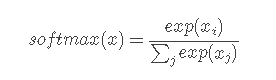 softmax(x) = exp(x_i) / ∑_j exp(x_j)